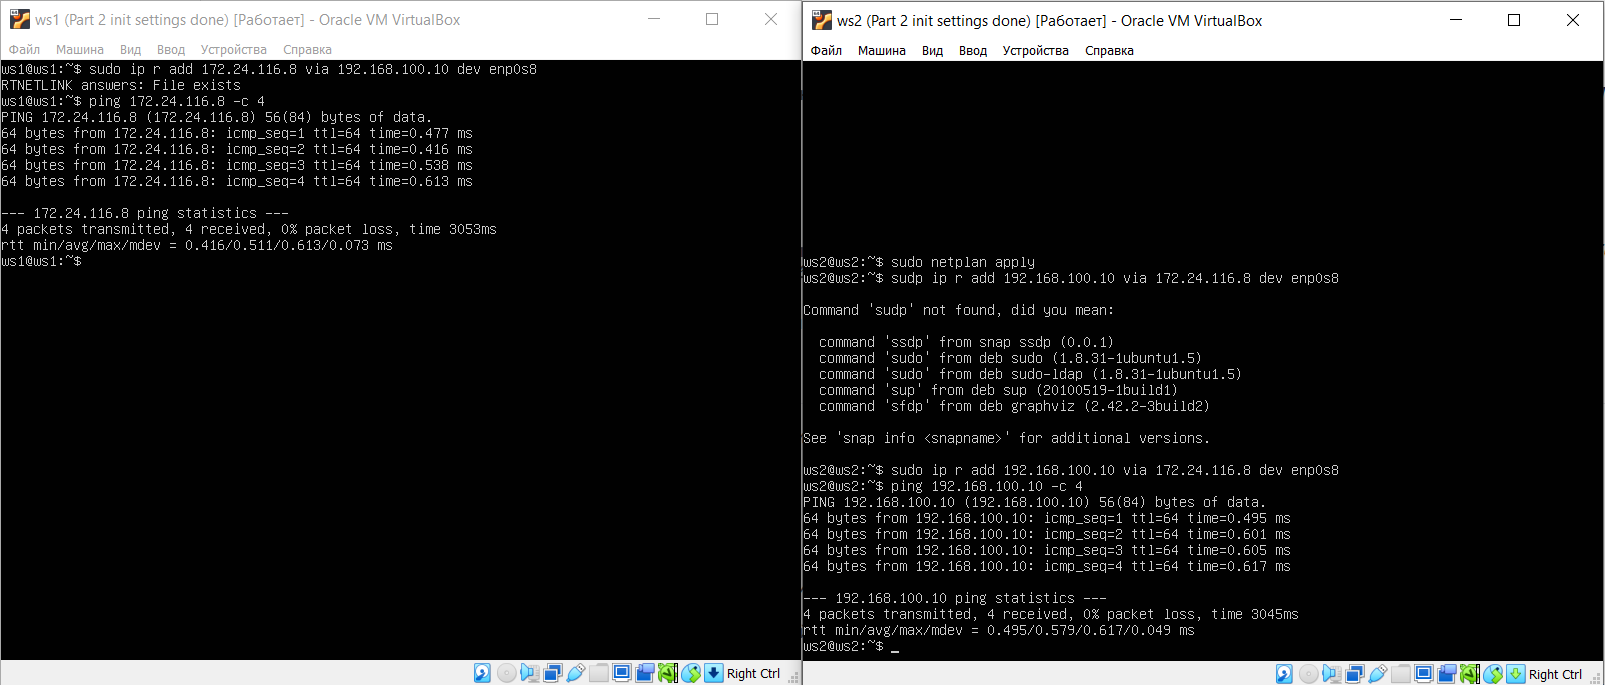 ws1 (Part 2 init settings done) [Работает] - Oracle VM VirtualBox
Файл Машина Вид Ввод Устройства Справка
ws1@ws1:~$ sudo ip r add 172.24.116.8 via 192.168.100.10 dev enp0s8
RTNETLINK answers: File exists
ws1@ws1:~$ ping 172.24.116.8 -c 4
PING 172.24.116.8 (172.24.116.8) 56(84) bytes of data.
64 bytes from 172.24.116.8: icmp_seq=1 ttl=64 time=0.477 ms
64 bytes from 172.24.116.8: icmp_seq=2 ttl=64 time=0.416 ms
64 bytes from 172.24.116.8: icmp_seq=3 ttl=64 time=0.538 ms
64 bytes from 172.24.116.8: icmp_seq=4 ttl=64 time=0.613 ms
--- 172.24.116.8 ping statistics ---
4 packets transmitted, 4 received, 0% packet loss, time 3053ms
rtt min/avg/max/mdev = 0.416/0.511/0.613/0.073 ms
ws1@ws1:~$
Right Ctrl
ws2 (Part 2 init settings done) [Работает] - Oracle VM VirtualBox
Файл Машина Вид Ввод Устройства Справка
ws2@ws2:~$ sudo netplan apply
ws2@ws2:~$ sudp ip r add 192.168.100.10 via 172.24.116.8 dev enp0s8
Command 'sudp' not found, did you mean:
command 'ssdp' from snap ssdp (0.0.1)
command 'sudo' from deb sudo (1.8.31-1ubuntu1.5)
command 'sudo' from deb sudo-ldap (1.8.31-1ubuntu1.5)
command 'sup' from deb sup (20100519-1build1)
command 'sfdp' from deb graphviz (2.42.2-3build2)
See 'snap info <snapname>' for additional versions.
ws2@ws2:~$ sudo ip r add 192.168.100.10 via 172.24.116.8 dev enp0s8
ws2@ws2:~$ ping 192.168.100.10 -c 4
PING 192.168.100.10 (192.168.100.10) 56(84) bytes of data.
64 bytes from 192.168.100.10: icmp_seq=1 ttl=64 time=0.495 ms
64 bytes from 192.168.100.10: icmp_seq=2 ttl=64 time=0.601 ms
64 bytes from 192.168.100.10: icmp_seq=3 ttl=64 time=0.605 ms
64 bytes from 192.168.100.10: icmp_seq=4 ttl=64 time=0.617 ms
--- 192.168.100.10 ping statistics ---
4 packets transmitted, 4 received, 0% packet loss, time 3045ms
rtt min/avg/max/mdev = 0.495/0.579/0.617/0.049 ms
ws2@ws2:~$ _
Right Ctrl